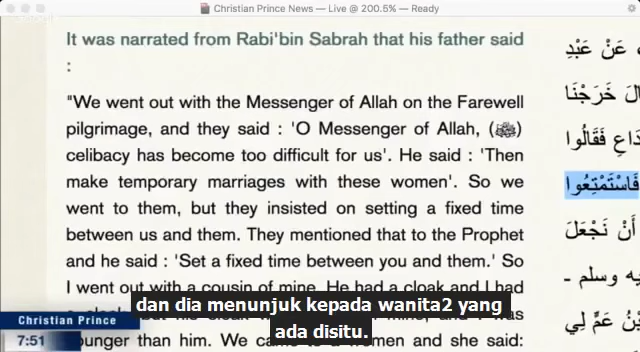 Christian Prince News — Live @ 200.5% — Ready
It was narrated from Rabi'bin Sabrah that his father said
:
"We went out with the Messenger of Allah on the Farewell
pilgrimage, and they said : 'O Messenger of Allah, (ﷺ)
celibacy has become too difficult for us'. He said : 'Then
make temporary marriages with these women'. So we
went to them, but they insisted on setting a fixed time
between us and them. They mentioned that to the Prophet
and he said : 'Set a fixed time between you and them.' So
I went out with a cousin of mine. He had a cloak and I had
younger than him. We came to a women and she said:
عَنْ عَبْدِ
خَرَجْنَا
فَقَالُوا
فَاسْتَمْتِعُوا
أَنْ نَجْعَلَ
يه وسلم ـ
عَمٍّ لِي
dan dia menunjuk kepada wanita2 yang
ada disitu.
Christian Prince
7:51